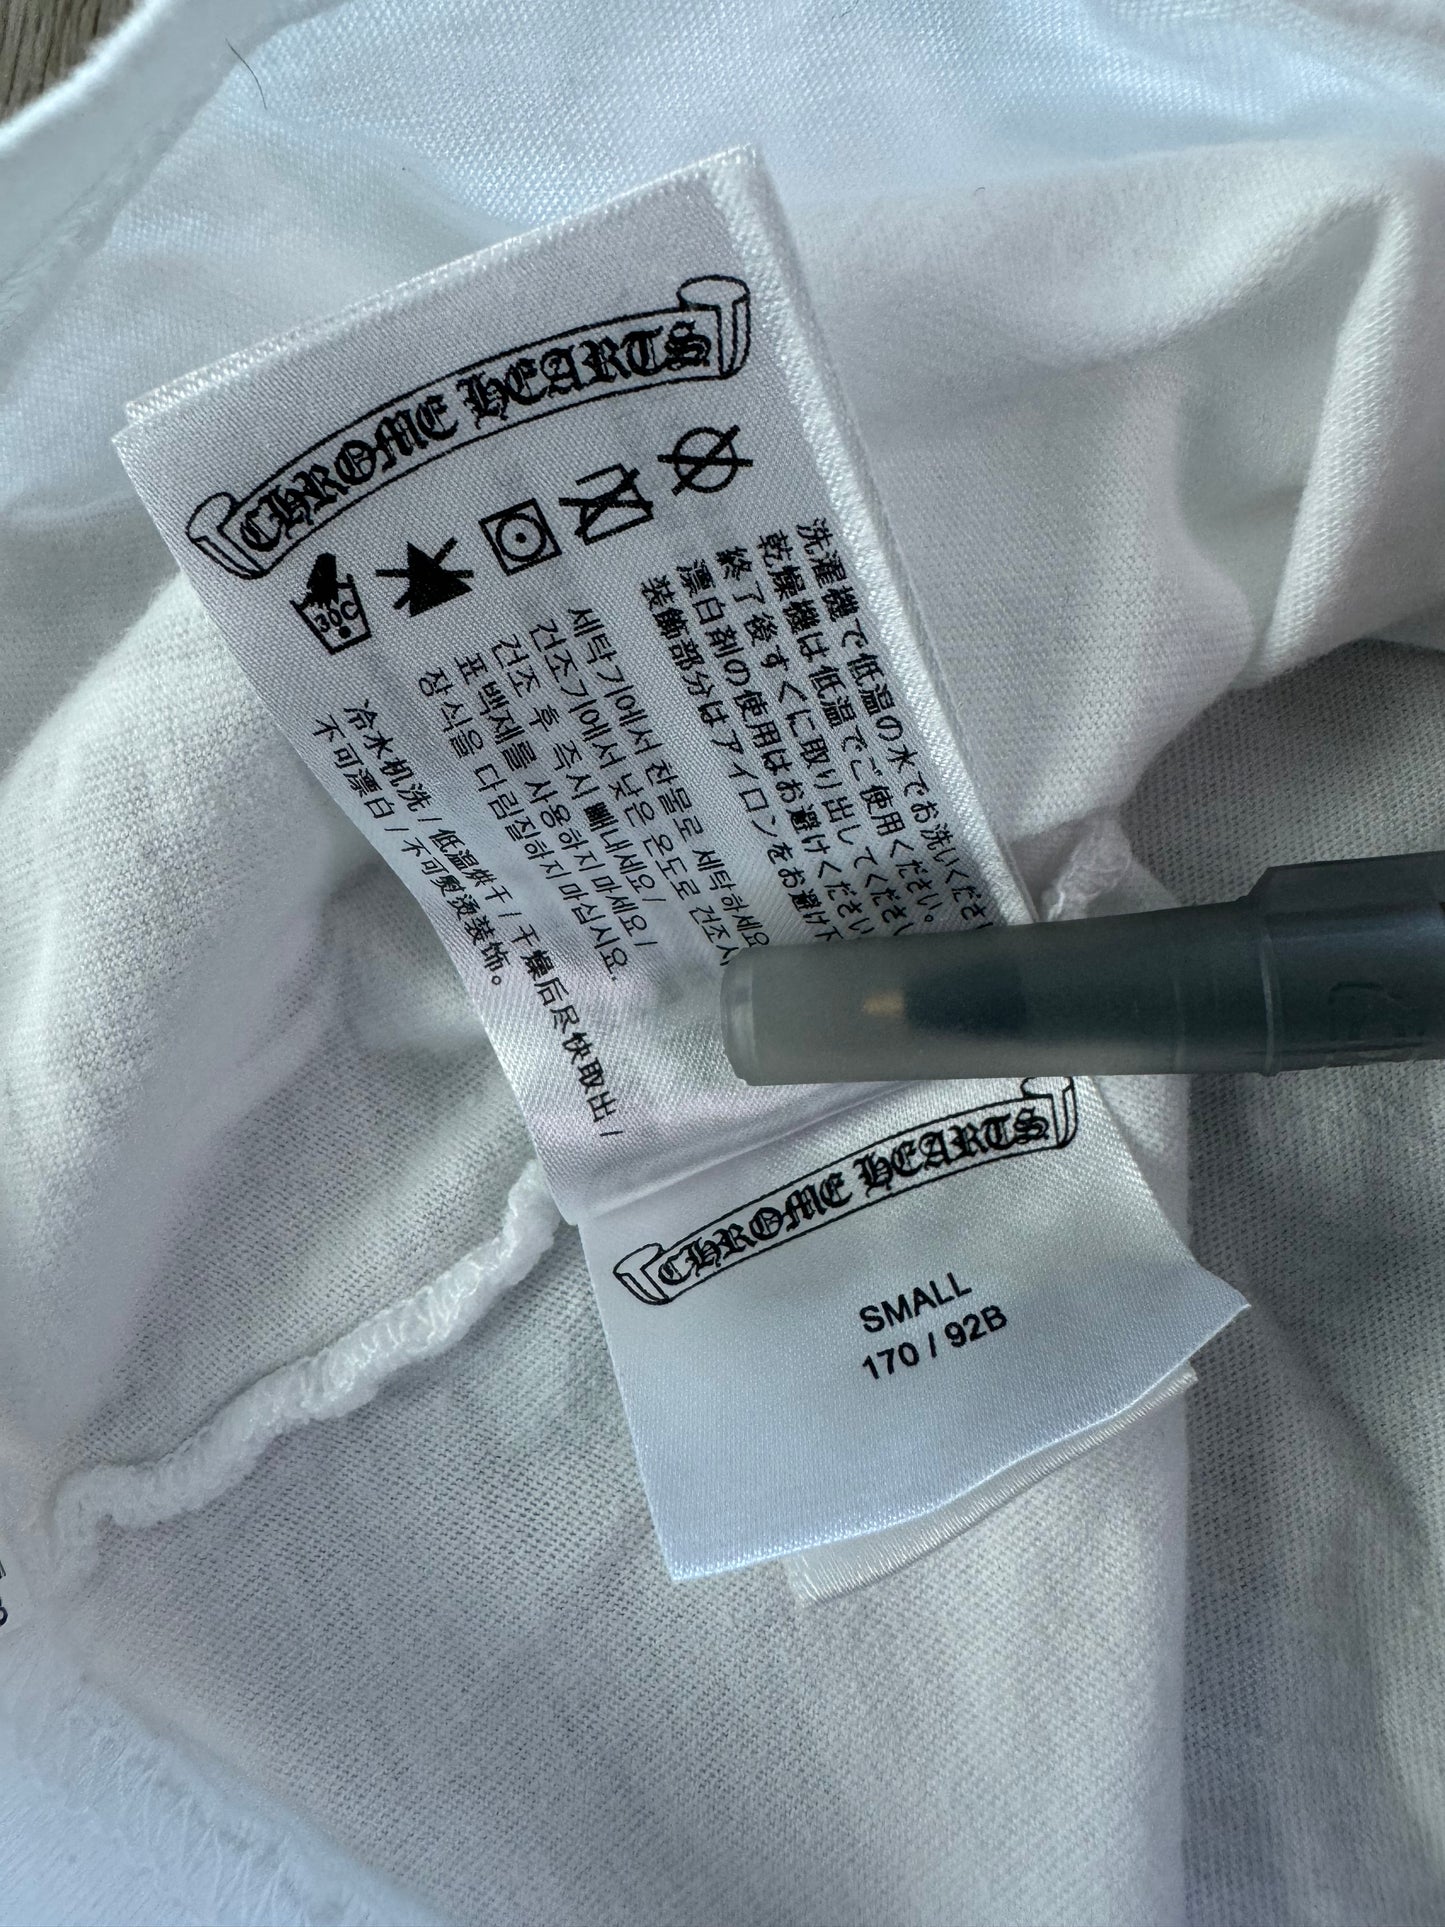 CHROME HEARTS
30C
洗濯機で低温の水でお洗いくださ
乾燥機は低温でご使用ください。
終了後すぐに取り出してくださ
漂白剤の使用はお避けください
装飾部分はアイロンをお避け下
세탁기에서 찬물로 세탁하세요
건조기에서 낮은 온도로 건조시
건조 후 즉시 빼내세요/
표백제를 사용하지 마세요/
장식을 다림질하지 마십시요.
冷水机洗/低温烘干/干燥后尽快取出/
不可漂白/不可熨烫装饰。
CHROME HEARTS
SMALL
170 / 92B